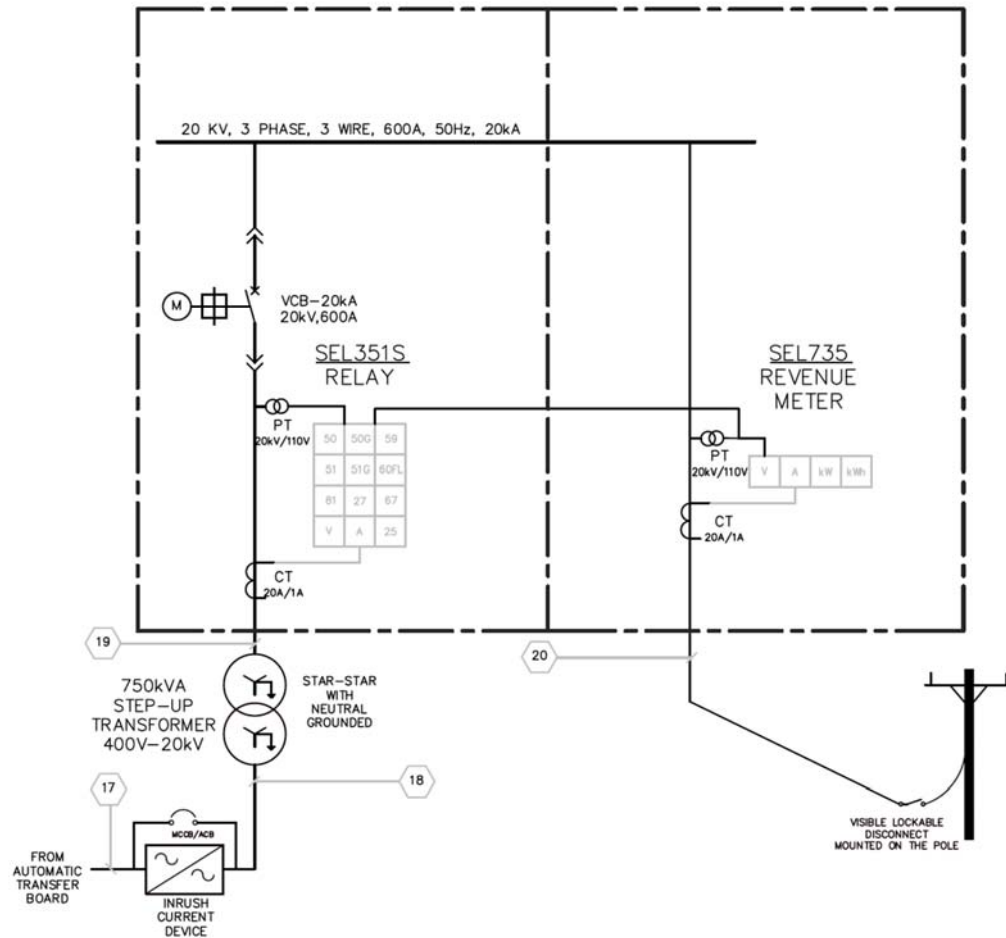 20 KV, 3 PHASE, 3 WIRE, 600A, 50Hz, 20kA
M
VCB-20kA
20kV,600A
SEL351S
RELAY
PT
20kV/110V
50 50G 59
51 51G 60FL
81 27 67
V A 25
CT
20A/1A
SEL735
REVENUE
METER
PT
20kV/110V
V A kW kWh
CT
20A/1A
19
20
750kVA
STEP-UP
TRANSFORMER
400V-20kV
STAR-STAR
WITH
NEUTRAL
GROUNDED
17
18
MCCB/ACB
FROM
AUTOMATIC
TRANSFER
BOARD
INRUSH
CURRENT
DEVICE
VISIBLE LOCKABLE
DISCONNECT
MOUNTED ON THE POLE